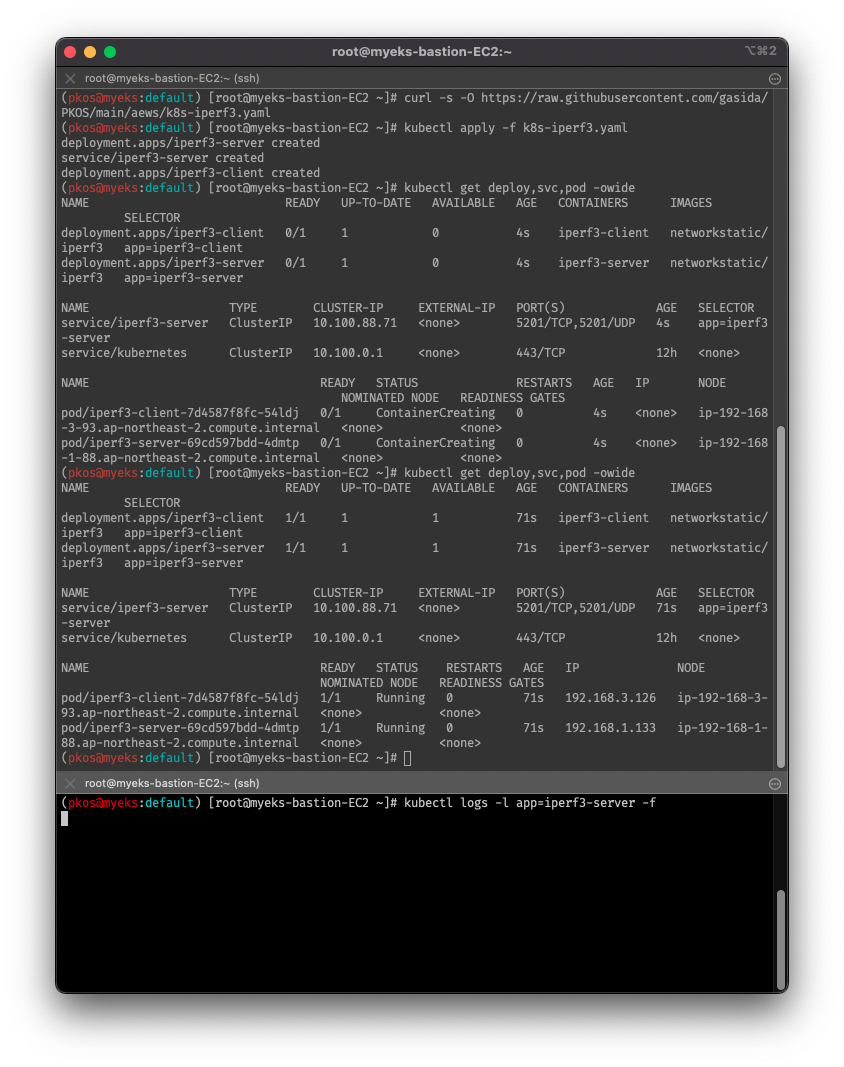 root@myeks-bastion-EC2:~
⌥⌘2
root@myeks-bastion-EC2:~ (ssh)
(pkos@myeks:default) [root@myeks-bastion-EC2 ~]# curl -s -O https://raw.githubusercontent.com/gasida/
PKOS/main/aews/k8s-iperf3.yaml
(pkos@myeks:default) [root@myeks-bastion-EC2 ~]# kubectl apply -f k8s-iperf3.yaml
deployment.apps/iperf3-server created
service/iperf3-server created
deployment.apps/iperf3-client created
(pkos@myeks:default) [root@myeks-bastion-EC2 ~]# kubectl get deploy,svc,pod -owide
NAME                            READY   UP-TO-DATE   AVAILABLE   AGE   CONTAINERS      IMAGES
         SELECTOR
deployment.apps/iperf3-client   0/1     1            0           4s    iperf3-client   networkstatic/
iperf3   app=iperf3-client
deployment.apps/iperf3-server   0/1     1            0           4s    iperf3-server   networkstatic/
iperf3   app=iperf3-server

NAME                    TYPE        CLUSTER-IP     EXTERNAL-IP   PORT(S)             AGE   SELECTOR
service/iperf3-server   ClusterIP   10.100.88.71   <none>        5201/TCP,5201/UDP   4s    app=iperf3
-server
service/kubernetes      ClusterIP   10.100.0.1     <none>        443/TCP             12h   <none>

NAME                                 READY   STATUS              RESTARTS   AGE   IP       NODE
                                        NOMINATED NODE   READINESS GATES
pod/iperf3-client-7d4587f8fc-54ldj   0/1     ContainerCreating   0          4s    <none>   ip-192-168
-3-93.ap-northeast-2.compute.internal   <none>           <none>
pod/iperf3-server-69cd597bdd-4dmtp   0/1     ContainerCreating   0          4s    <none>   ip-192-168
-1-88.ap-northeast-2.compute.internal   <none>           <none>
(pkos@myeks:default) [root@myeks-bastion-EC2 ~]# kubectl get deploy,svc,pod -owide
NAME                            READY   UP-TO-DATE   AVAILABLE   AGE   CONTAINERS      IMAGES
         SELECTOR
deployment.apps/iperf3-client   1/1     1            1           71s   iperf3-client   networkstatic/
iperf3   app=iperf3-client
deployment.apps/iperf3-server   1/1     1            1           71s   iperf3-server   networkstatic/
iperf3   app=iperf3-server

NAME                    TYPE        CLUSTER-IP     EXTERNAL-IP   PORT(S)             AGE   SELECTOR
service/iperf3-server   ClusterIP   10.100.88.71   <none>        5201/TCP,5201/UDP   71s   app=iperf3
-server
service/kubernetes      ClusterIP   10.100.0.1     <none>        443/TCP             12h   <none>

NAME                                 READY   STATUS    RESTARTS   AGE   IP              NODE
                                     NOMINATED NODE   READINESS GATES
pod/iperf3-client-7d4587f8fc-54ldj   1/1     Running   0          71s   192.168.3.126   ip-192-168-3-
93.ap-northeast-2.compute.internal   <none>           <none>
pod/iperf3-server-69cd597bdd-4dmtp   1/1     Running   0          71s   192.168.1.133   ip-192-168-1-
88.ap-northeast-2.compute.internal   <none>           <none>
(pkos@myeks:default) [root@myeks-bastion-EC2 ~]#
root@myeks-bastion-EC2:~ (ssh)
(pkos@myeks:default) [root@myeks-bastion-EC2 ~]# kubectl logs -l app=iperf3-server -f